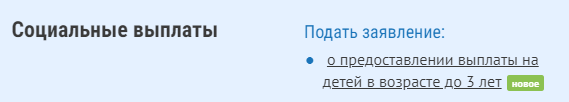 Социальные выплаты
Подать заявление:
• о предоставлении выплаты на
детей в возрасте до 3 лет новое